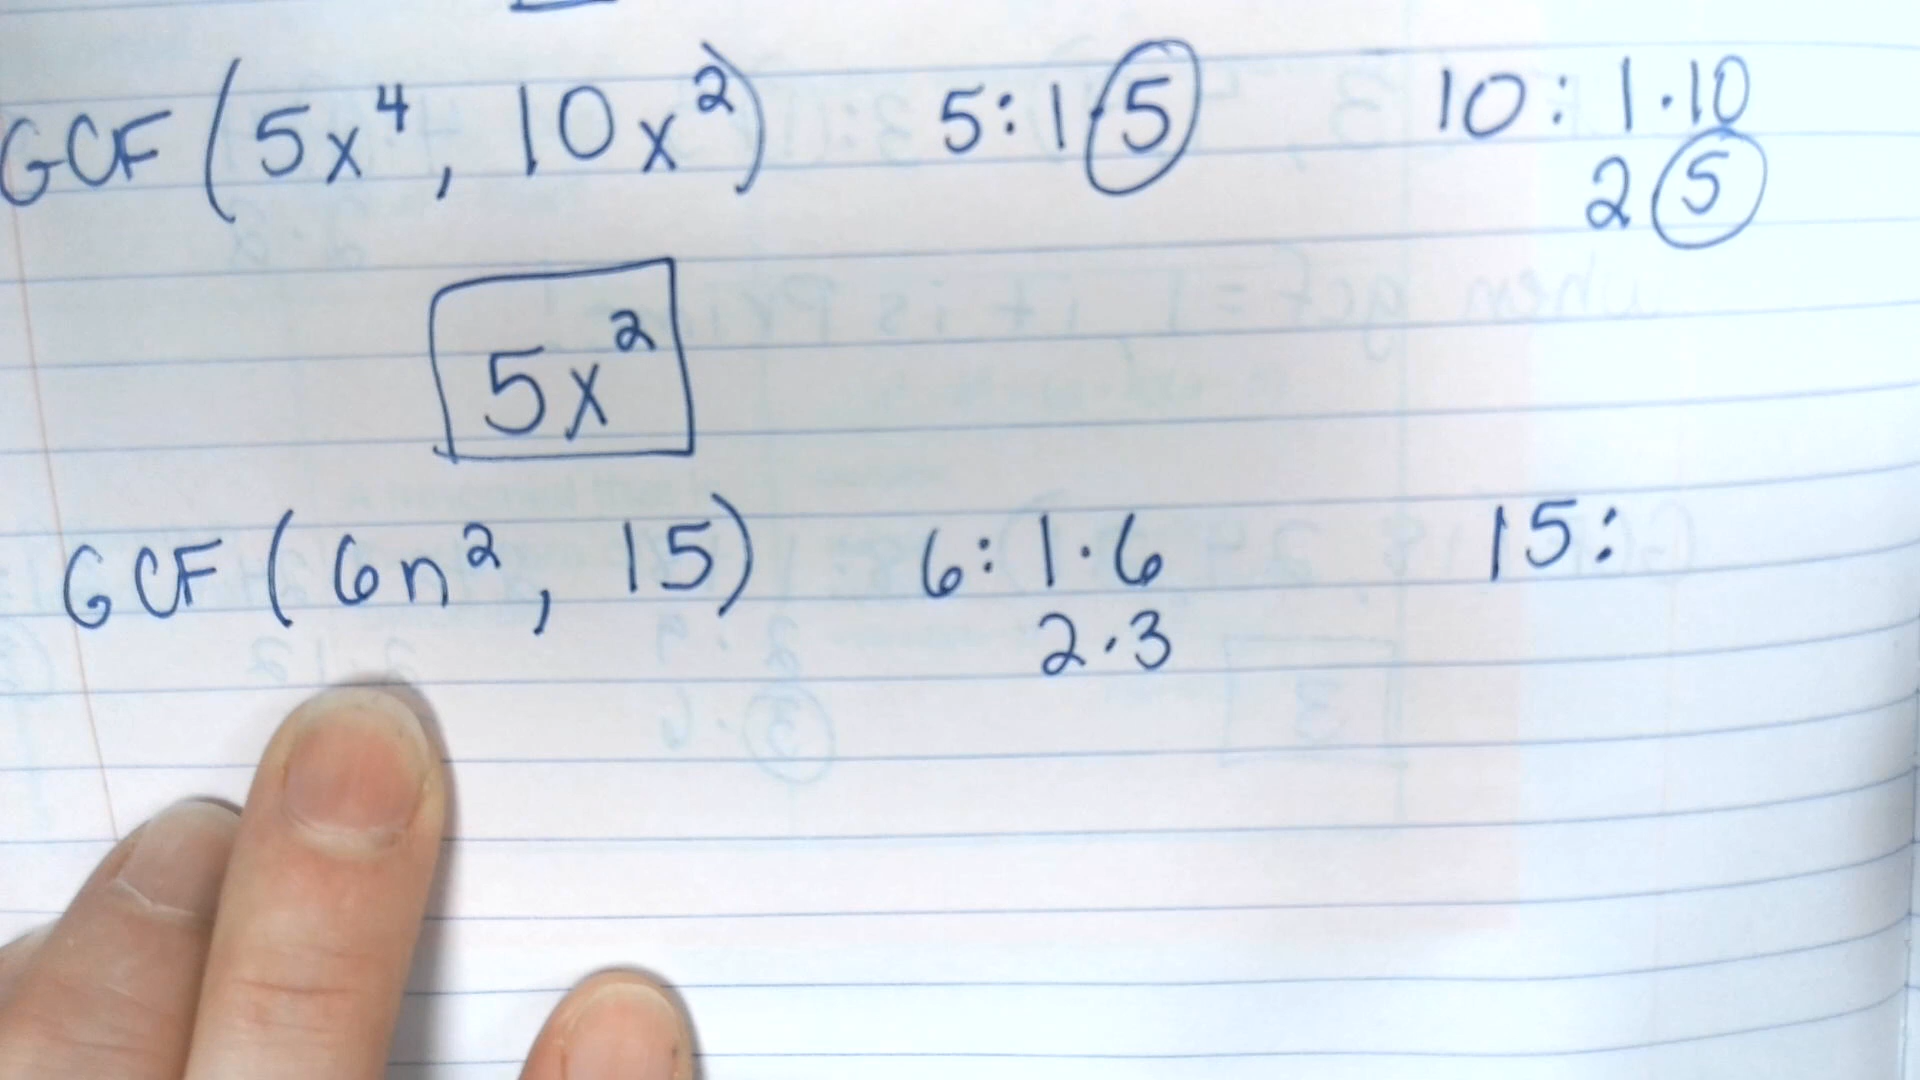 GCF (5x⁴, 10x²) 5:1·5 10: 1·10
2 5
5x²
GCF (6n², 15) 6: 1·6 15:
2·3